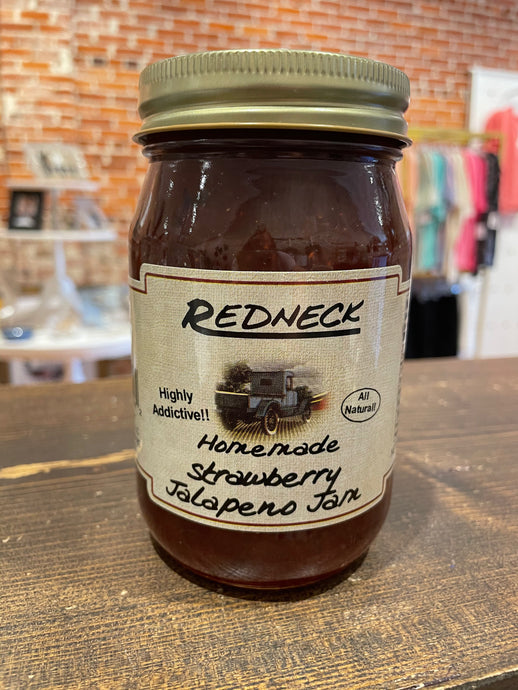 REDNECK
Highly
Addictive!!
All
Natural!
Homemade
Strawberry
Jalapeno Jam